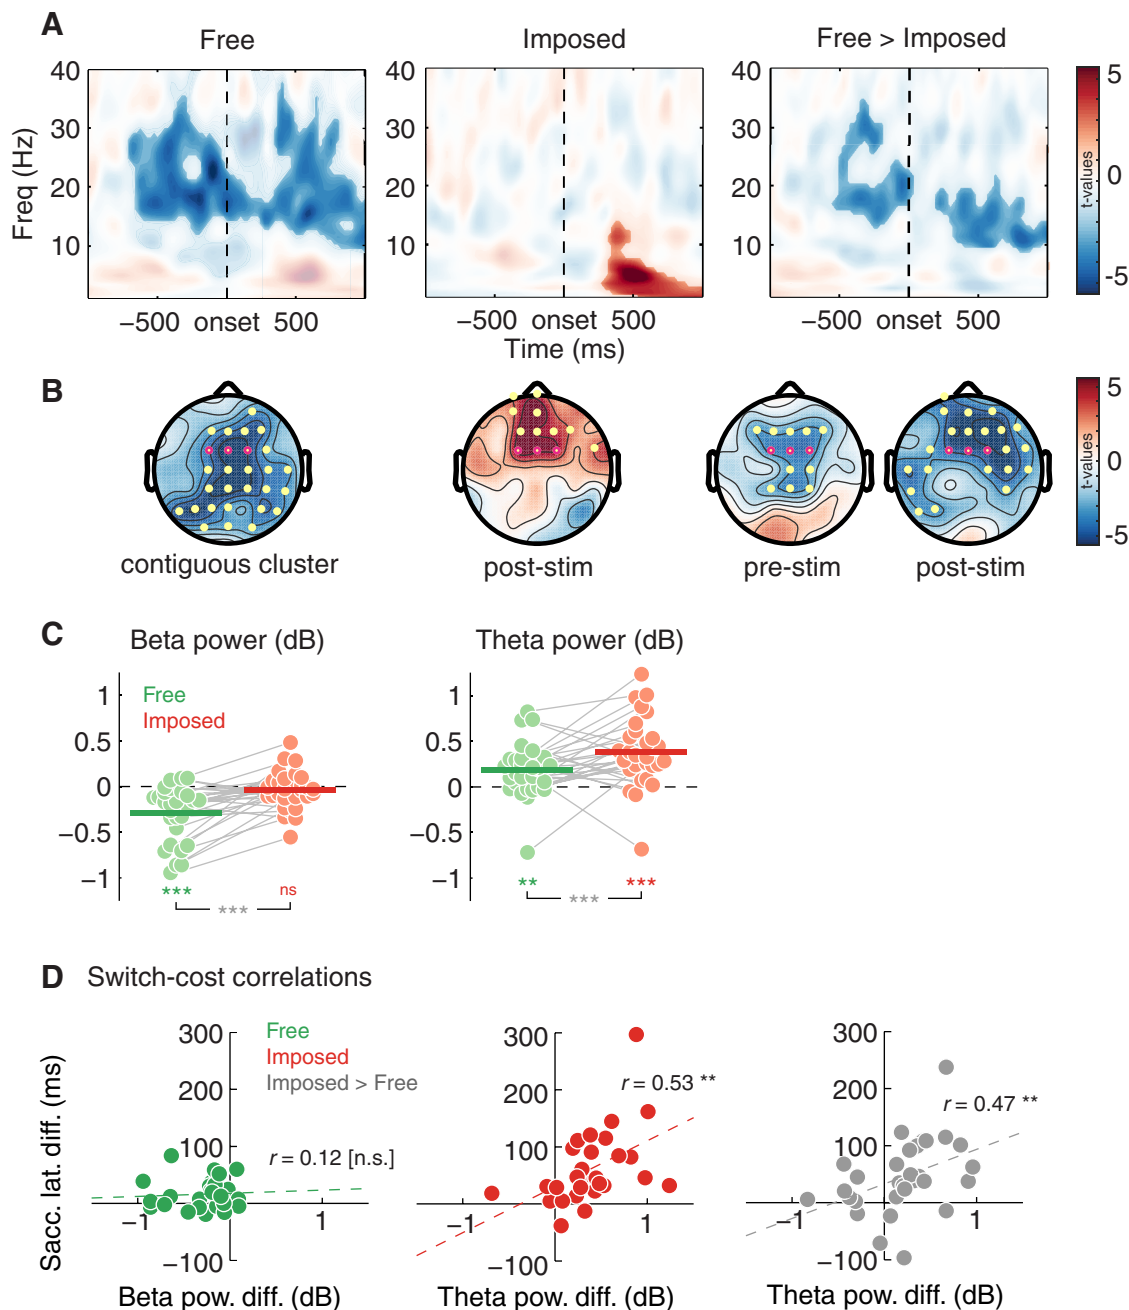 A
Free
Imposed
Free > Imposed
40
30
20
10
Freq (Hz)
−500 onset 500
40
30
20
10
−500 onset 500
40
30
20
10
−500 onset 500
Time (ms)
5
0
-5
t-values
B
contiguous cluster
post-stim
pre-stim
post-stim
5
0
-5
t-values
C
Beta power (dB)
Theta power (dB)
1
0.5
0
−0.5
−1
Free
Imposed
***
ns
***
1
0.5
0
−0.5
−1
**
***
***
D
Switch-cost correlations
Sacc. lat. diff. (ms)
300
200
100
−100
−1
1
Free
Imposed
Imposed > Free
r = 0.12 [n.s.]
Beta pow. diff. (dB)
300
200
100
−100
−1
1
r = 0.53 **
Theta pow. diff. (dB)
300
200
100
−100
−1
1
r = 0.47 **
Theta pow. diff. (dB)